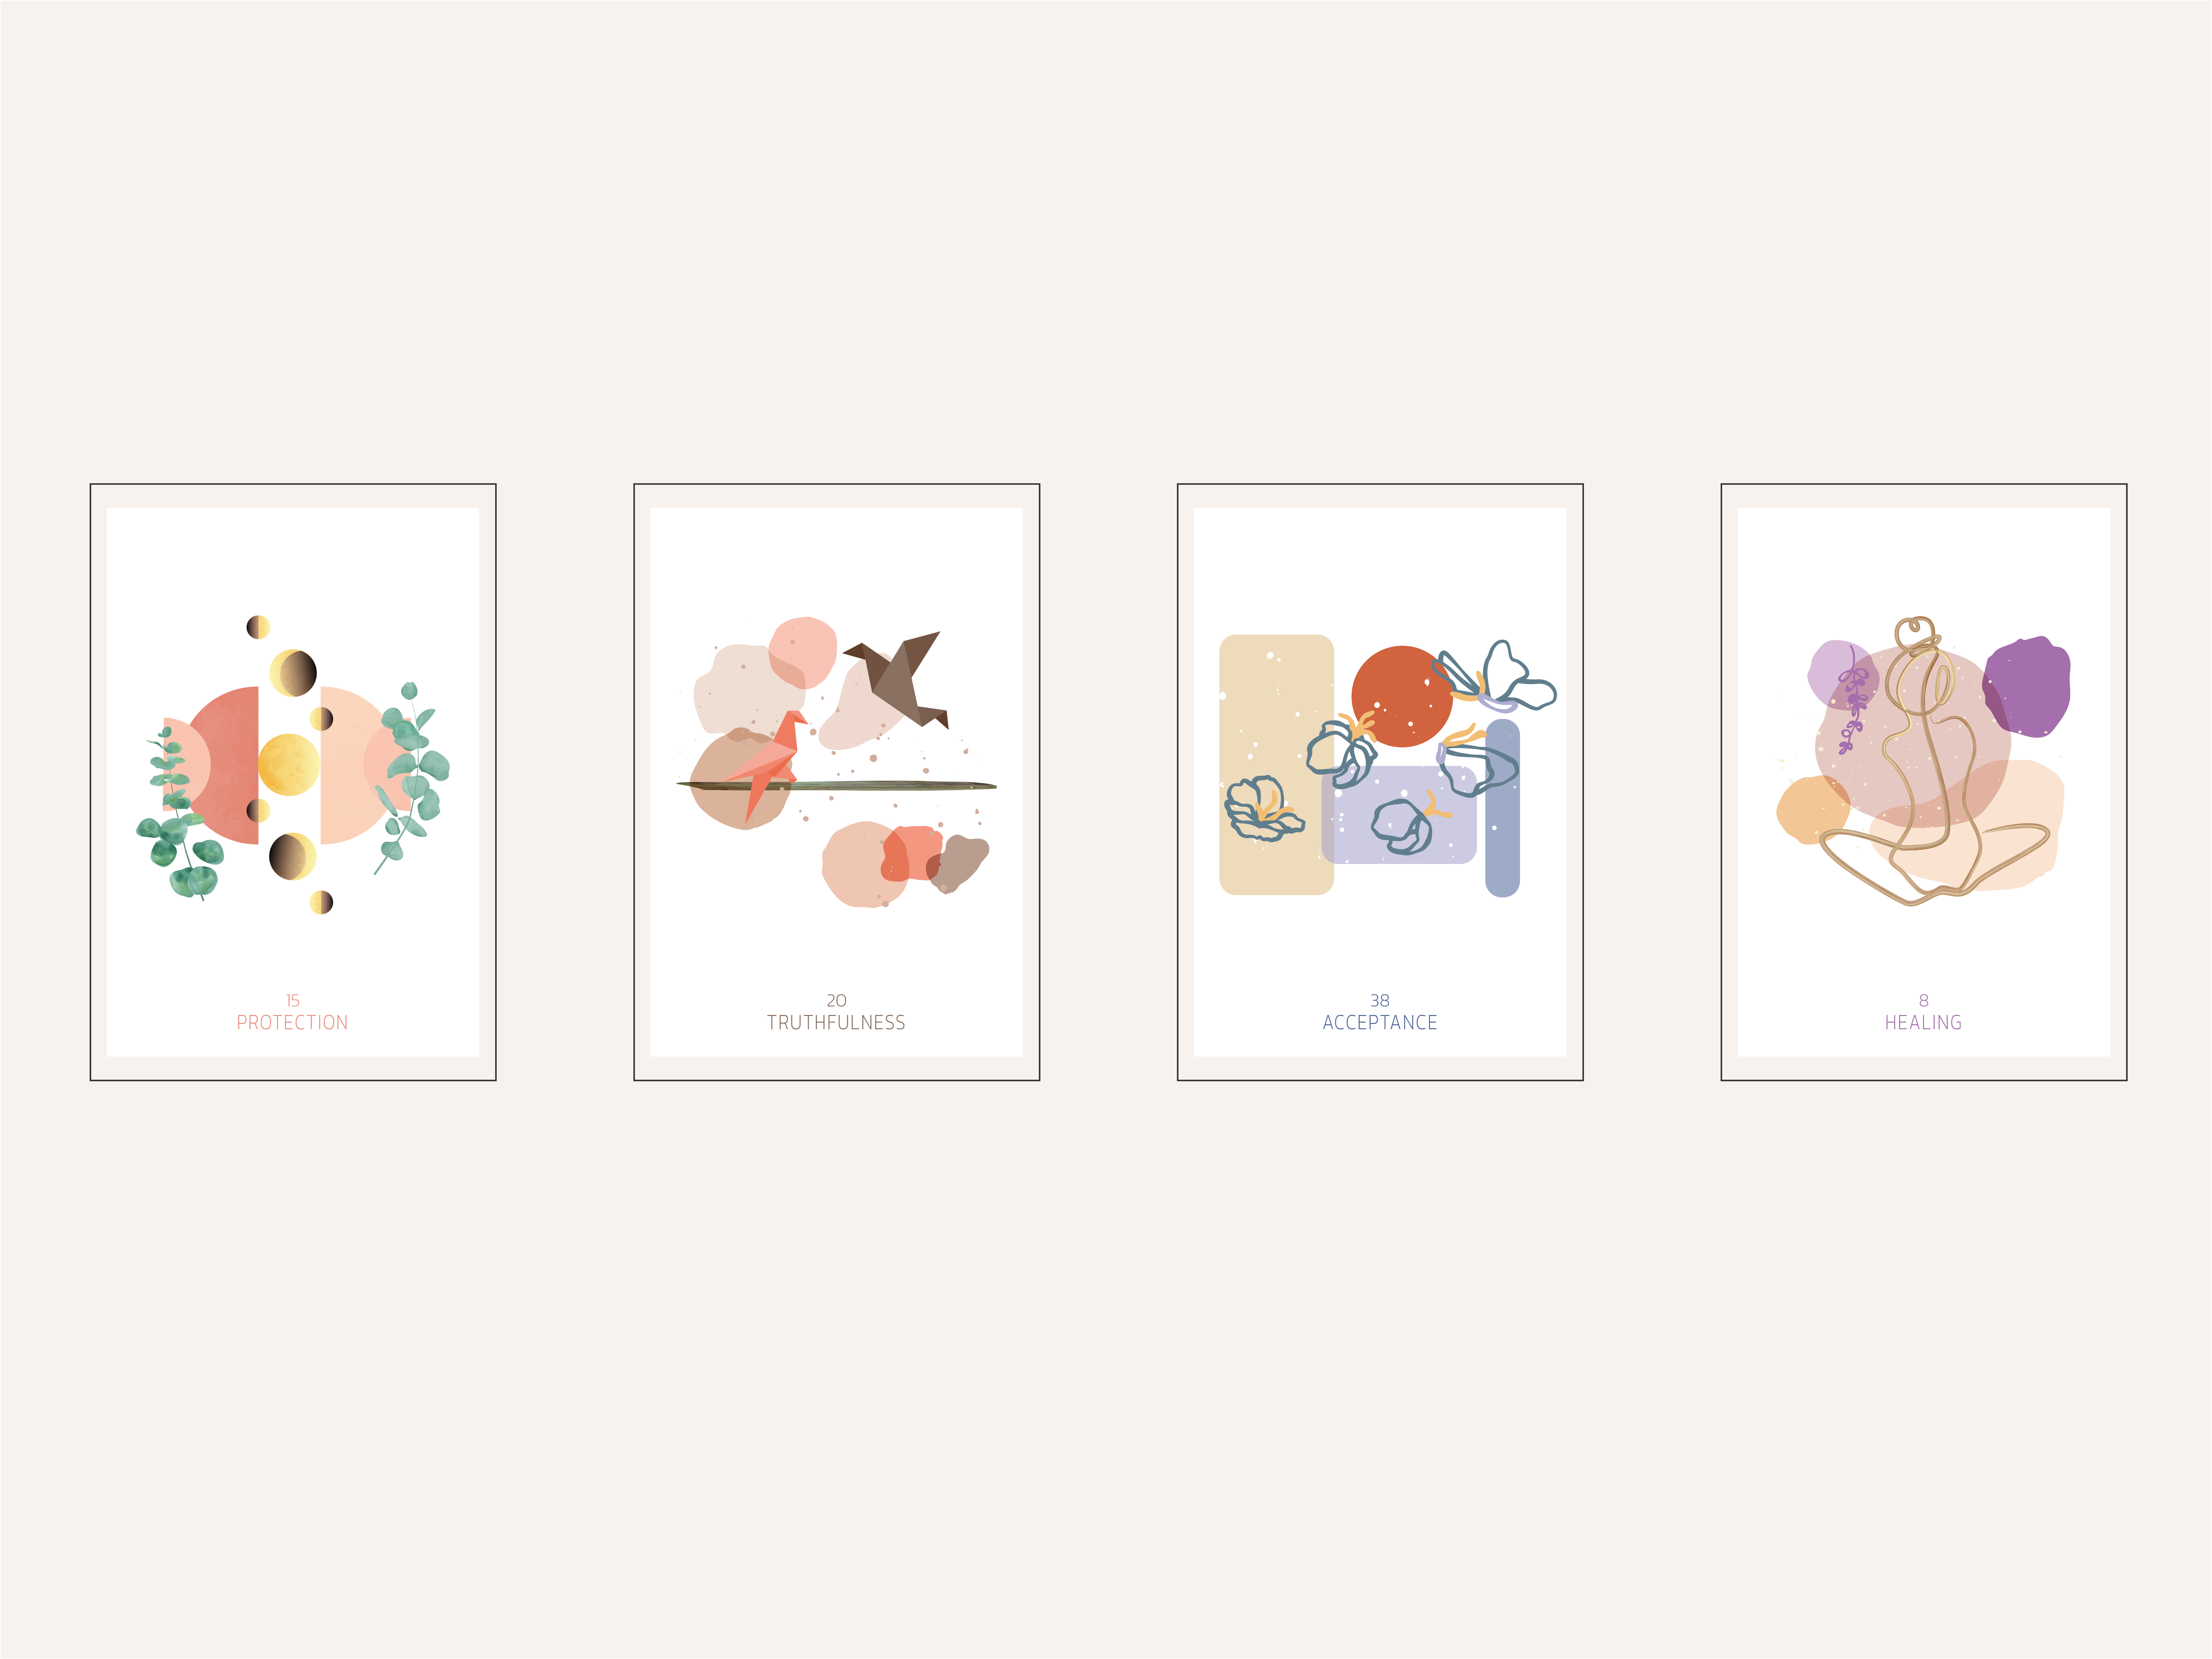 15
PROTECTION
20
TRUTHFULNESS
38
ACCEPTANCE
8
HEALING